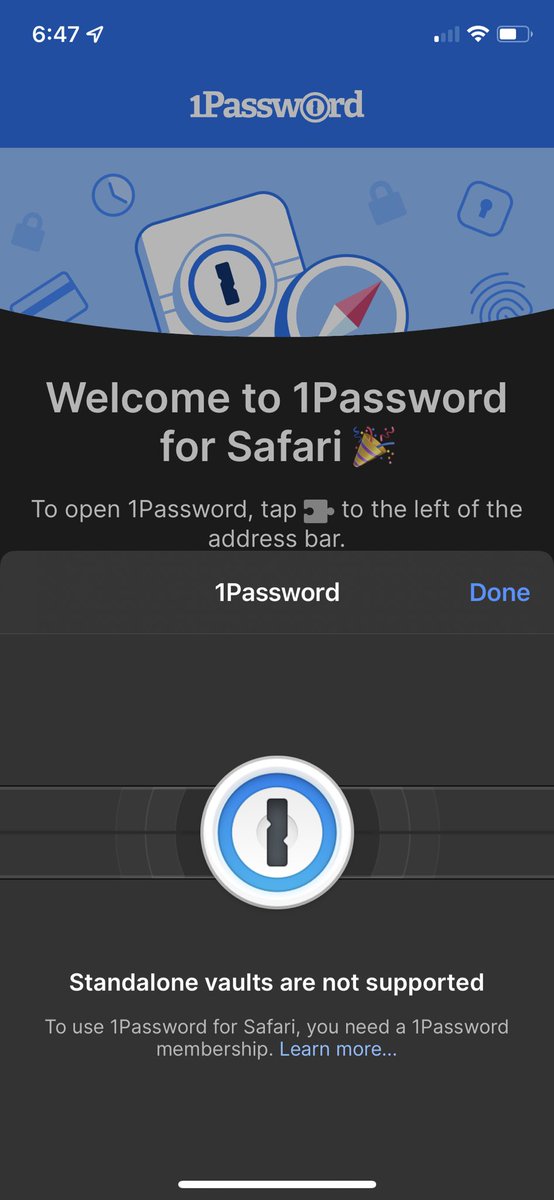 6:47
1Password
Welcome to 1Password
for Safari 🎉
To open 1Password, tap to the left of the
address bar.
1Password
Done
Standalone vaults are not supported
To use 1Password for Safari, you need a 1Password
membership. Learn more...